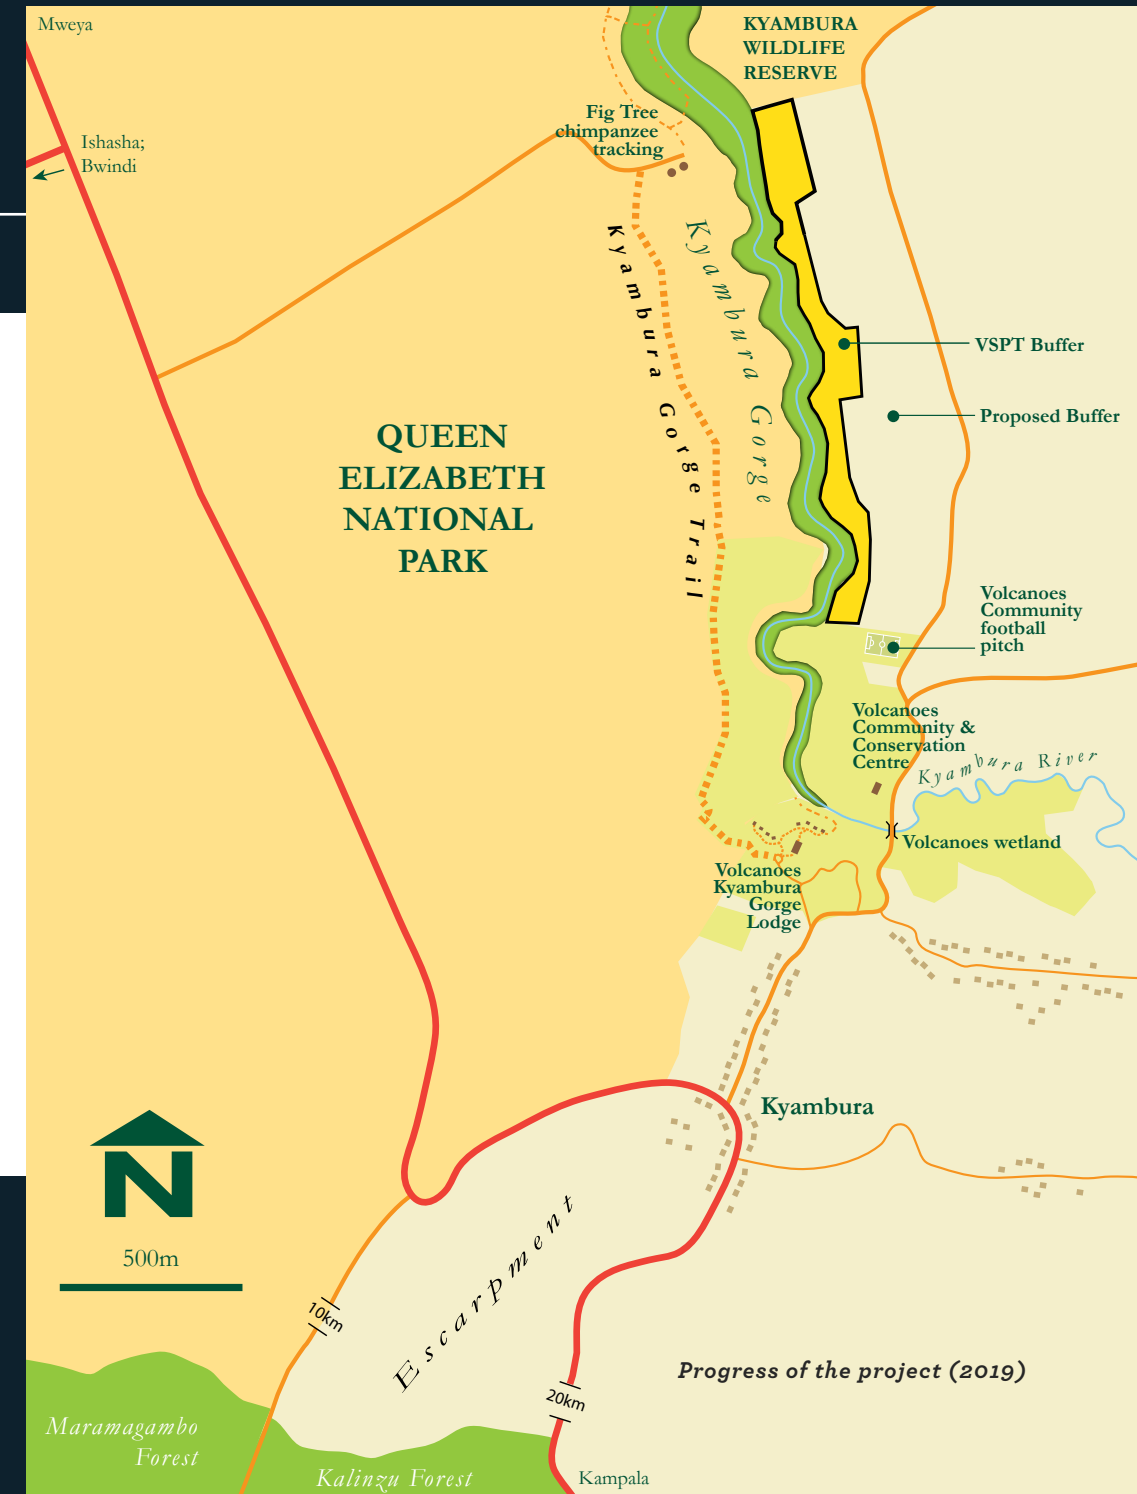 Mweya
KYAMBURA
WILDLIFE
RESERVE
Fig Tree
chimpanzee
tracking
Ishasha;
Bwindi
Kyambura Gorge
Kyambura Gorge Trail
VSPT Buffer
Proposed Buffer
QUEEN
ELIZABETH
NATIONAL
PARK
Volcanoes
Community
football
pitch
Volcanoes
Community &
Conservation
Centre
Kyambura River
Volcanoes wetland
Volcanoes
Kyambura
Gorge
Lodge
Kyambura
N
500m
Escarpment
10km
20km
Progress of the project (2019)
Maramagambo
Forest
Kalinzu Forest
Kampala